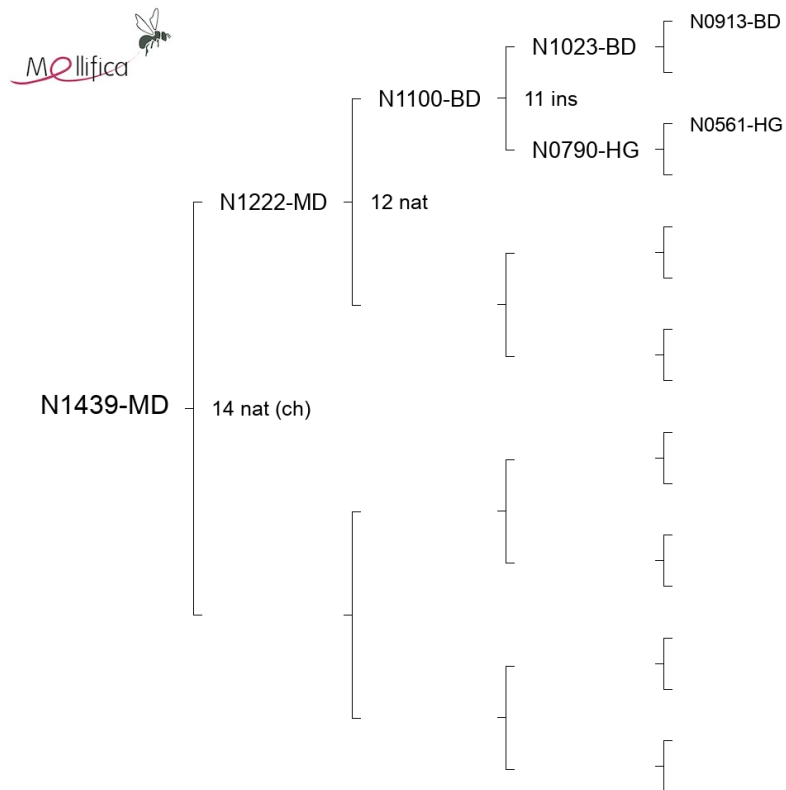 Mellifica
N0913-BD
N1023-BD
N1100-BD
11 ins
N0561-HG
N0790-HG
N1222-MD
12 nat
N1439-MD
14 nat (ch)